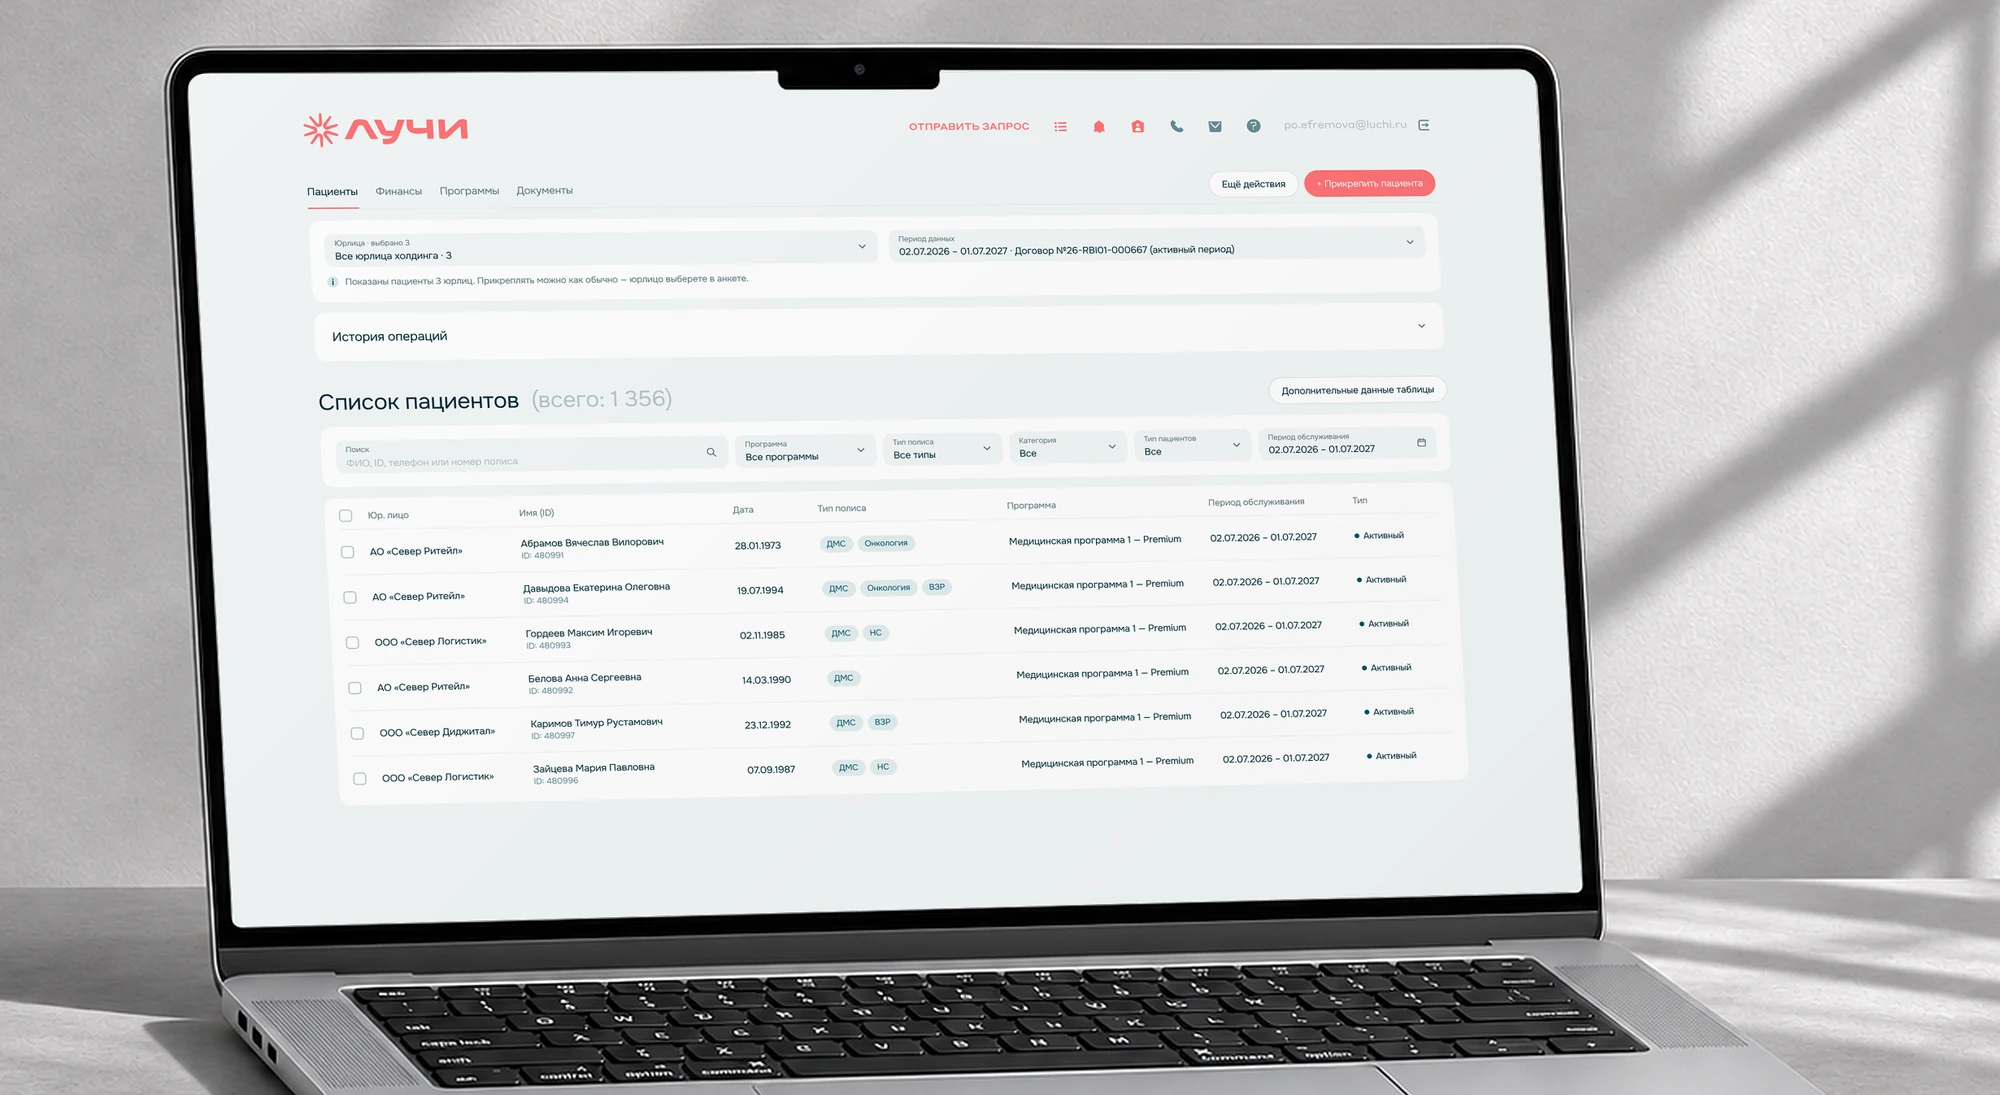 ЛУЧИ
ОТПРАВИТЬ ЗАПРОС
po.efremova@luchi.ru
Пациенты Финансы Программы Документы
Ещё действия
+ Прикрепить пациента
Юрлица · выбрано 3
Все юрлица холдинга · 3
Период данных
02.07.2026 – 01.07.2027 · Договор №26-RBI01-000667 (активный период)
Показаны пациенты 3 юрлиц. Прикреплять можно как обычно — юрлицо выберете в анкете.
История операций
Список пациентов (всего: 1 356)
Дополнительные данные таблицы
Поиск
ФИО, ID, телефон или номер полиса
Программа
Все программы
Тип полиса
Все типы
Категория
Все
Тип пациентов
Все
Период обслуживания
02.07.2026 – 01.07.2027
Юр. лицо Имя (ID) Дата Тип полиса Программа Период обслуживания Тип
АО «Север Ритейл» Абрамов Вячеслав Вилорович 28.01.1973 ДМС Онкология Медицинская программа 1 — Premium 02.07.2026 – 01.07.2027 Активный
ID: 480991
АО «Север Ритейл» Давыдова Екатерина Олеговна 19.07.1994 ДМС Онкология ВЗР Медицинская программа 1 — Premium 02.07.2026 – 01.07.2027 Активный
ID: 480994
ООО «Север Логистик» Гордеев Максим Игоревич 02.11.1985 ДМС НС Медицинская программа 1 — Premium 02.07.2026 – 01.07.2027 Активный
ID: 480993
АО «Север Ритейл» Белова Анна Сергеевна 14.03.1990 ДМС Медицинская программа 1 — Premium 02.07.2026 – 01.07.2027 Активный
ID: 480992
ООО «Север Диджитал» Каримов Тимур Рустамович 23.12.1992 ДМС ВЗР Медицинская программа 1 — Premium 02.07.2026 – 01.07.2027 Активный
ID: 480997
ООО «Север Логистик» Зайцева Мария Павловна 07.09.1987 ДМС НС Медицинская программа 1 — Premium 02.07.2026 – 01.07.2027 Активный
ID: 480996
tab
caps lock
shift
control option command
command option